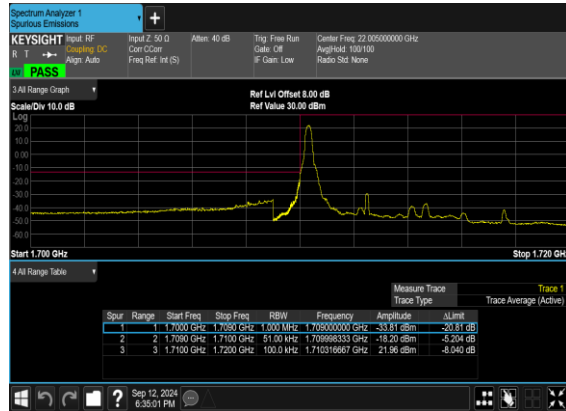 Spectrum Analyzer 1
Spurious Emissions
KEYSIGHT Input: RF Input Z: 50 Ω Atten: 40 dB Trig: Free Run Center Freq: 22.005000000 GHz
R T Coupling: DC Corr CCorr Gate: Off Avg|Hold: 100/100
Align: Auto Freq Ref: Int (S) IF Gain: Low Radio Std: None
PASS
3.All Range Graph Ref Lvl Offset 8.00 dB
Scale/Div 10.0 dB Ref Value 30.00 dBm
Log
20.0
10.0
0.00
-10.0
-20.0
-30.0
-40.0
-50.0
-60.0
Start 1.700 GHz Stop 1.720 GH
4.All Range Table
Measure Trace Trace 1
Trace Type Trace Average (Active)
Spur Range Start Freq Stop Freq RBW Frequency Amplitude ΔLimit
1 1 1.7000 GHz 1.7090 GHz 1.000 MHz 1.709000000 GHz -33.81 dBm -20.81 dB
2 2 1.7090 GHz 1.7100 GHz 51.00 kHz 1.709998333 GHz -18.20 dBm -5.204 dB
3 3 1.7100 GHz 1.7200 GHz 100.0 kHz 1.710316667 GHz 21.96 dBm -8.040 dB
? Sep 12, 2024
6:35:01 PM